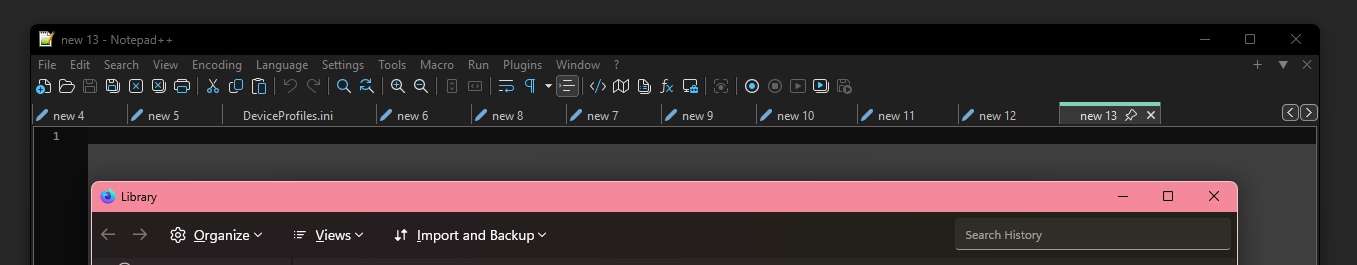 new 13 - Notepad++
File Edit Search View Encoding Language Settings Tools Macro Run Plugins Window ?
new 4 new 5 DeviceProfiles.ini new 6 new 7 new 8 new 9 new 10 new 11 new 12 new 13
1
Library
Organize Views Import and Backup Search History